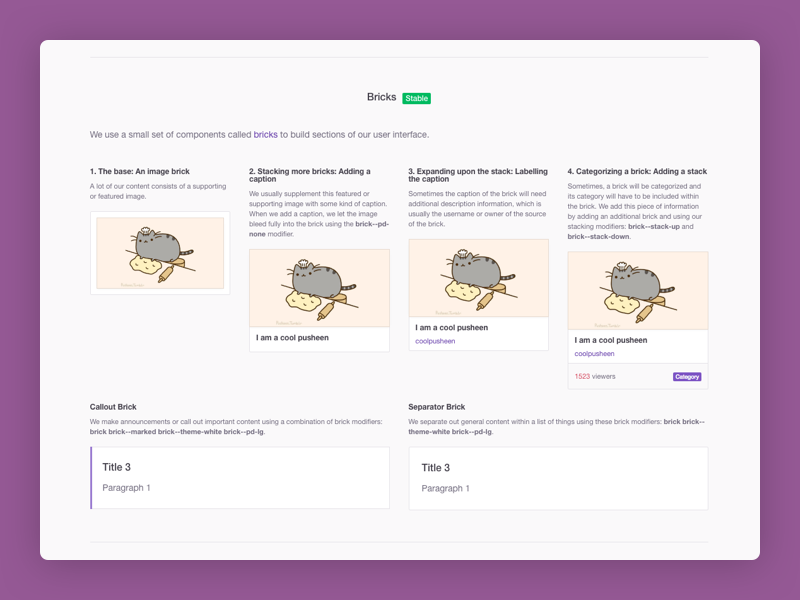 Bricks Stable
We use a small set of components called bricks to build sections of our user interface.
1. The base: An image brick
A lot of our content consists of a supporting
or featured image.
2. Stacking more bricks: Adding a
caption
We usually supplement this featured or
supporting image with some kind of caption.
When we add a caption, we let the image
bleed fully into the brick using the brick--pd-
none modifier.
I am a cool pusheen
3. Expanding upon the stack: Labelling
the caption
Sometimes the caption of the brick will need
additional description information, which is
usually the username or owner of the source
of the brick.
I am a cool pusheen
coolpusheen
4. Categorizing a brick: Adding a stack
Sometimes, a brick will be categorized and
its category will have to be included within
the brick. We add this piece of information
by adding an additional brick and using our
stacking modifiers: brick--stack-up and
brick--stack-down.
I am a cool pusheen
coolpusheen
1523 viewers Category
Callout Brick
We make announcements or call out important content using a combination of brick modifiers:
brick brick--marked brick--theme-white brick--pd-lg.
Title 3
Paragraph 1
Separator Brick
We separate out general content within a list of things using these brick modifiers: brick brick--
theme-white brick--pd-lg.
Title 3
Paragraph 1